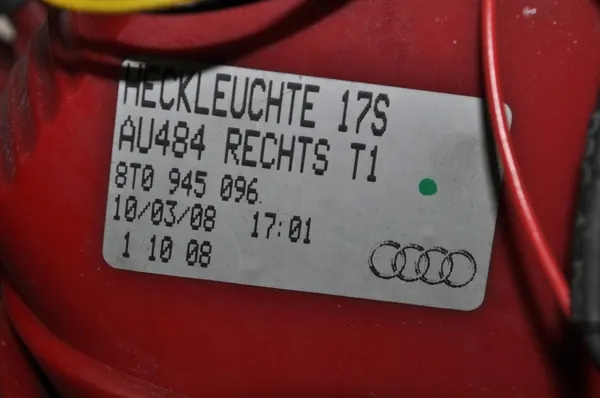 HECKLEUCHTE 17S
AU484 RECHTS T1
8T0 945 096
10/03/08 17:01
1 10 08